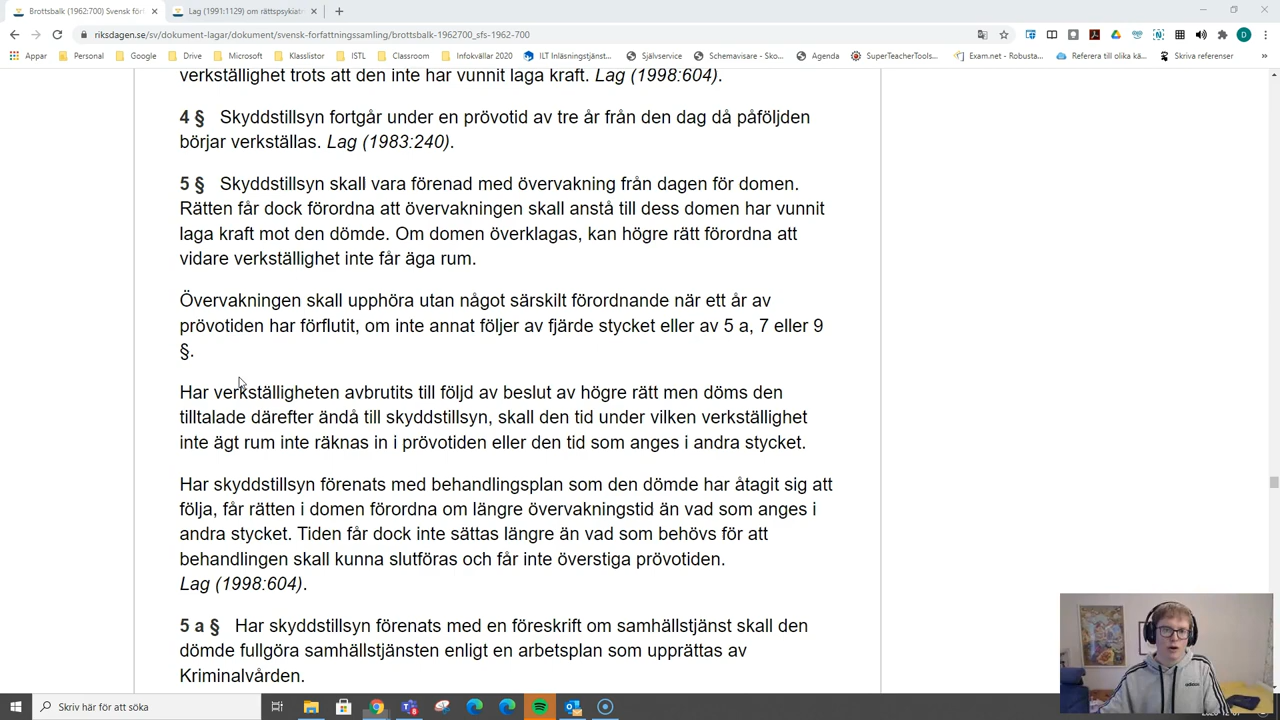 Brottsbalk (1962:700) Svensk förf
Lag (1991:1129) om rättspsykiatr
riksdagen.se/sv/dokument-lagar/dokument/svensk-forfattningssamling/brottsbalk-1962700_sfs-1962-700
Appar Personal Google Drive Microsoft Klasslistor ISTL Classroom Infokvällar 2020 ILT Inläsningstjänst... Självservice Schemavisare - Sko... Agenda SuperTeacherTools... Exam.net - Robusta... Referera till olika kä... Skriva referenser
verkställighet trots att den inte har vunnit laga kraft. Lag (1998:604).
4 § Skyddstillsyn fortgår under en prövotid av tre år från den dag då påföljden
börjar verkställas. Lag (1983:240).
5 § Skyddstillsyn skall vara förenad med övervakning från dagen för domen.
Rätten får dock förordna att övervakningen skall anstå till dess domen har vunnit
laga kraft mot den dömde. Om domen överklagas, kan högre rätt förordna att
vidare verkställighet inte får äga rum.
Övervakningen skall upphöra utan något särskilt förordnande när ett år av
prövotiden har förflutit, om inte annat följer av fjärde stycket eller av 5 a, 7 eller 9
§.
Har verkställigheten avbrutits till följd av beslut av högre rätt men döms den
tilltalade därefter ändå till skyddstillsyn, skall den tid under vilken verkställighet
inte ägt rum inte räknas in i prövotiden eller den tid som anges i andra stycket.
Har skyddstillsyn förenats med behandlingsplan som den dömde har åtagit sig att
följa, får rätten i domen förordna om längre övervakningstid än vad som anges i
andra stycket. Tiden får dock inte sättas längre än vad som behövs för att
behandlingen skall kunna slutföras och får inte överstiga prövotiden.
Lag (1998:604).
5 a § Har skyddstillsyn förenats med en föreskrift om samhällstjänst skall den
dömde fullgöra samhällstjänsten enligt en arbetsplan som upprättas av
Kriminalvården.
Skriv här för att söka